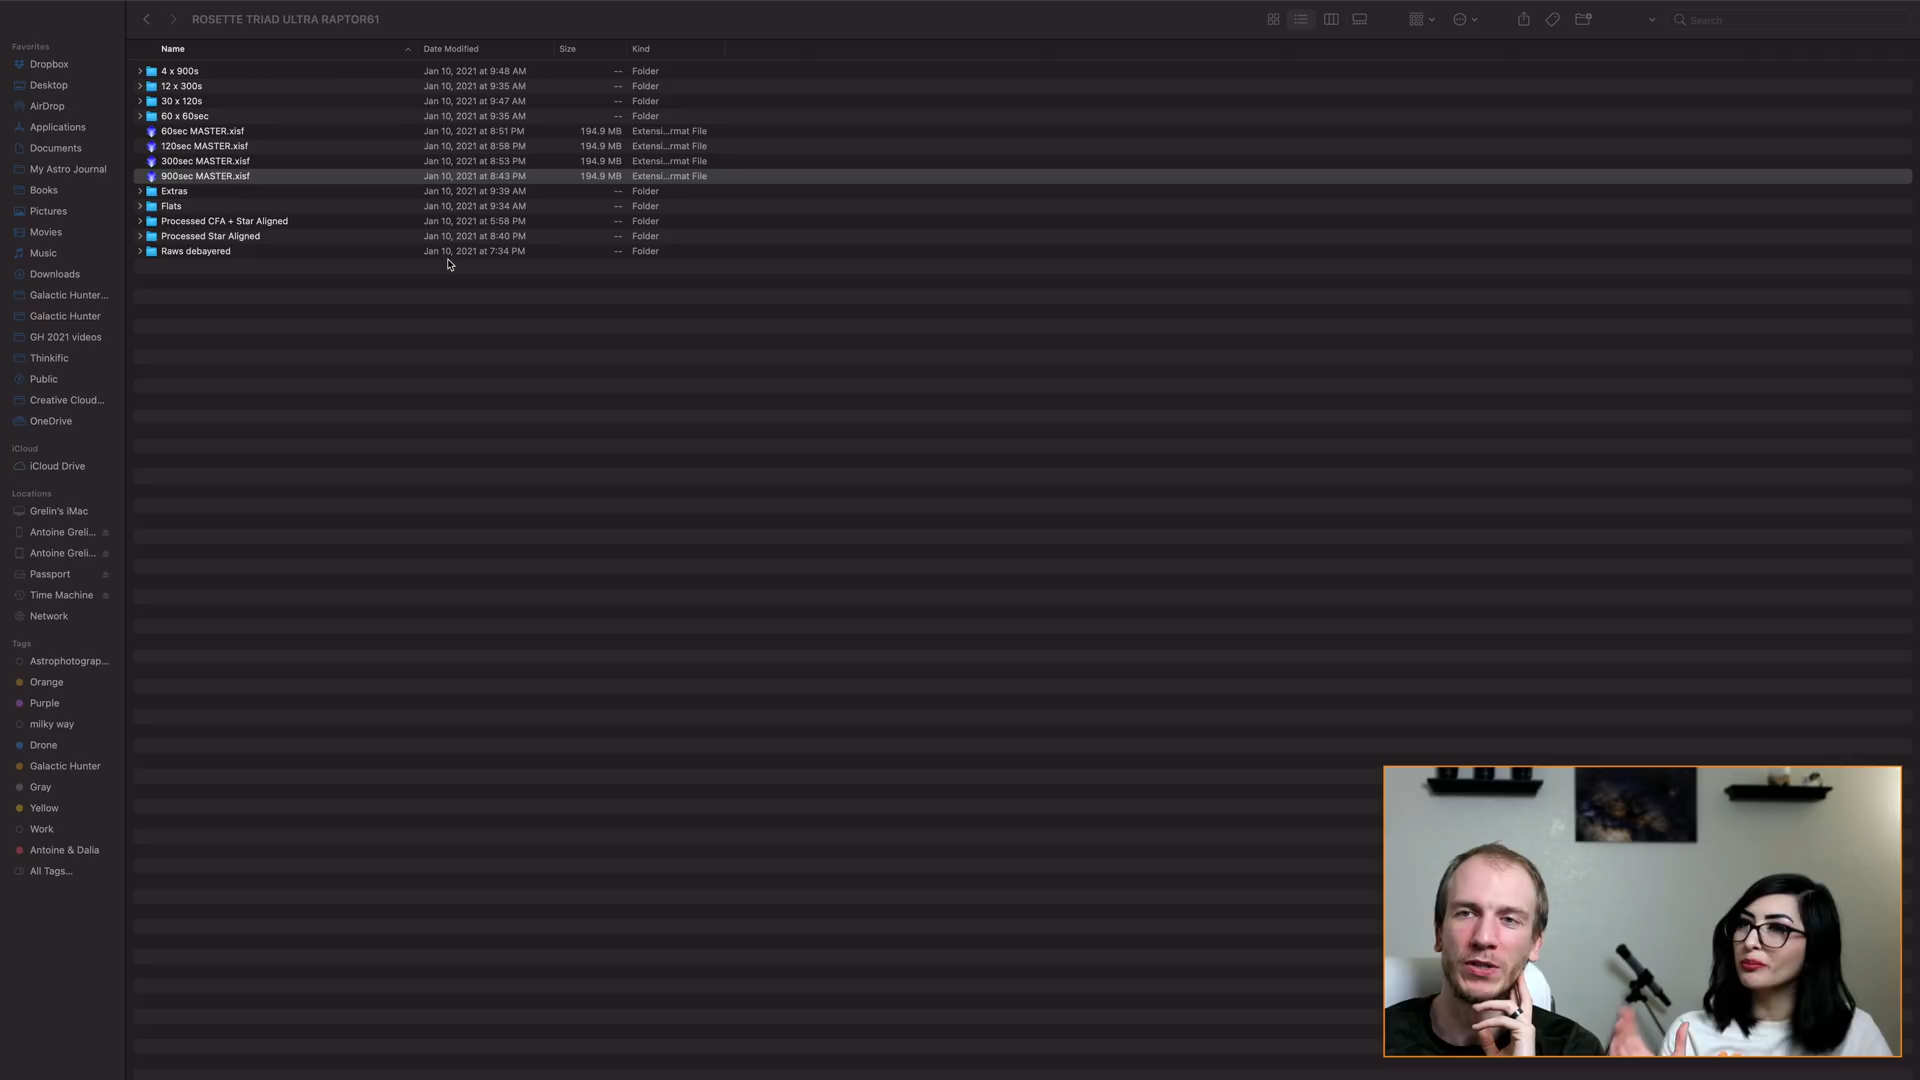 ROSETTE TRIAD ULTRA RAPTOR61
Search
Favorites
Dropbox
Desktop
AirDrop
Applications
Documents
My Astro Journal
Books
Pictures
Movies
Music
Downloads
Galactic Hunter...
Galactic Hunter
GH 2021 videos
Thinkific
Public
Creative Cloud...
OneDrive
iCloud
iCloud Drive
Locations
Grelin's iMac
Antoine Greli...
Antoine Greli...
Passport
Time Machine
Network
Tags
Astrophotograp...
Orange
Purple
milky way
Drone
Galactic Hunter
Gray
Yellow
Work
Antoine & Dalia
All Tags...
Name Date Modified Size Kind
4 x 900s Jan 10, 2021 at 9:48 AM -- Folder
12 x 300s Jan 10, 2021 at 9:35 AM -- Folder
30 x 120s Jan 10, 2021 at 9:47 AM -- Folder
60 x 60sec Jan 10, 2021 at 9:35 AM -- Folder
60sec MASTER.xisf Jan 10, 2021 at 8:51 PM 194.9 MB Extensi...rmat File
120sec MASTER.xisf Jan 10, 2021 at 8:58 PM 194.9 MB Extensi...rmat File
300sec MASTER.xisf Jan 10, 2021 at 8:53 PM 194.9 MB Extensi...rmat File
900sec MASTER.xisf Jan 10, 2021 at 8:43 PM 194.9 MB Extensi...rmat File
Extras Jan 10, 2021 at 9:39 AM -- Folder
Flats Jan 10, 2021 at 9:34 AM -- Folder
Processed CFA + Star Aligned Jan 10, 2021 at 5:58 PM -- Folder
Processed Star Aligned Jan 10, 2021 at 8:40 PM -- Folder
Raws debayered Jan 10, 2021 at 7:34 PM -- Folder